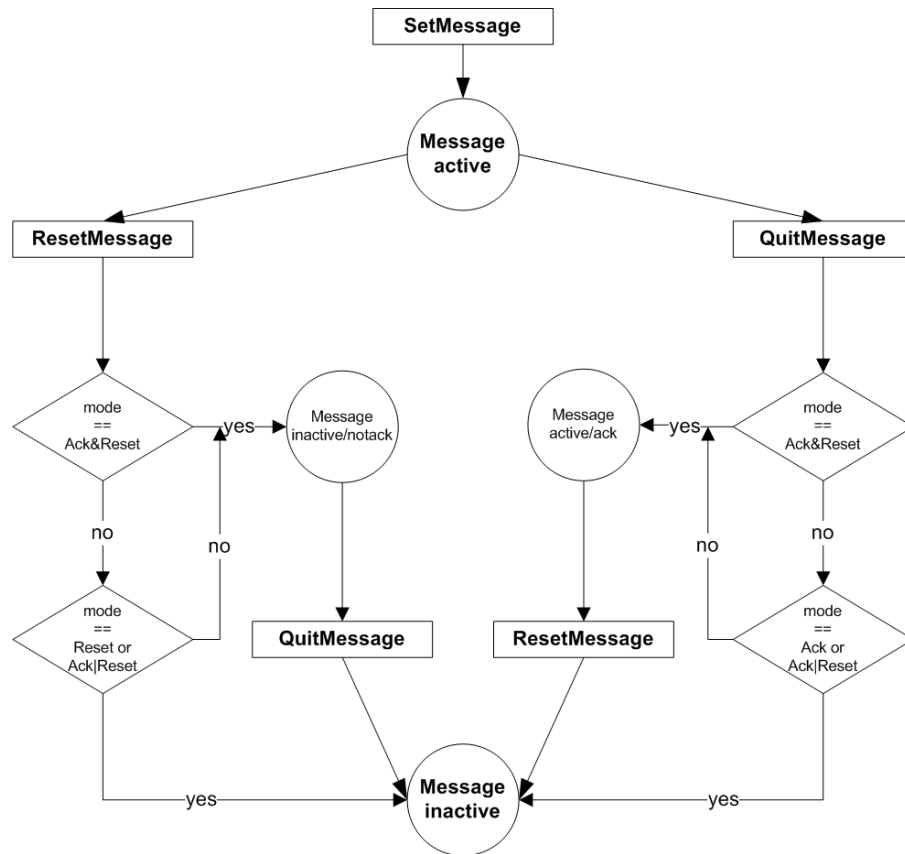 SetMessage
Message
active
ResetMessage
QuitMessage
mode
==
Ack&Reset
yes
Message
inactive/notack
Message
active/ack
yes
mode
==
Ack&Reset
no
no
no
no
mode
==
Reset or
Ack|Reset
QuitMessage
ResetMessage
mode
==
Ack or
Ack|Reset
yes
Message
inactive
yes